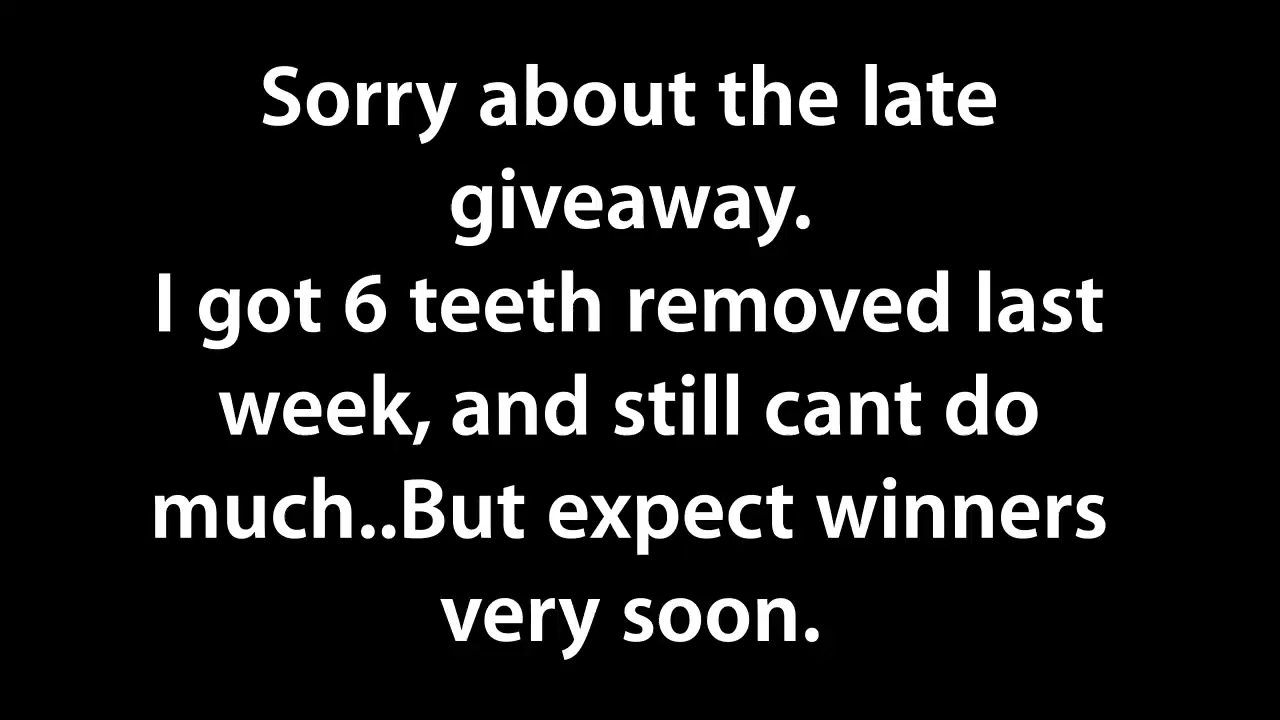 Sorry about the late
giveaway.
I got 6 teeth removed last
week, and still cant do
much..But expect winners
very soon.